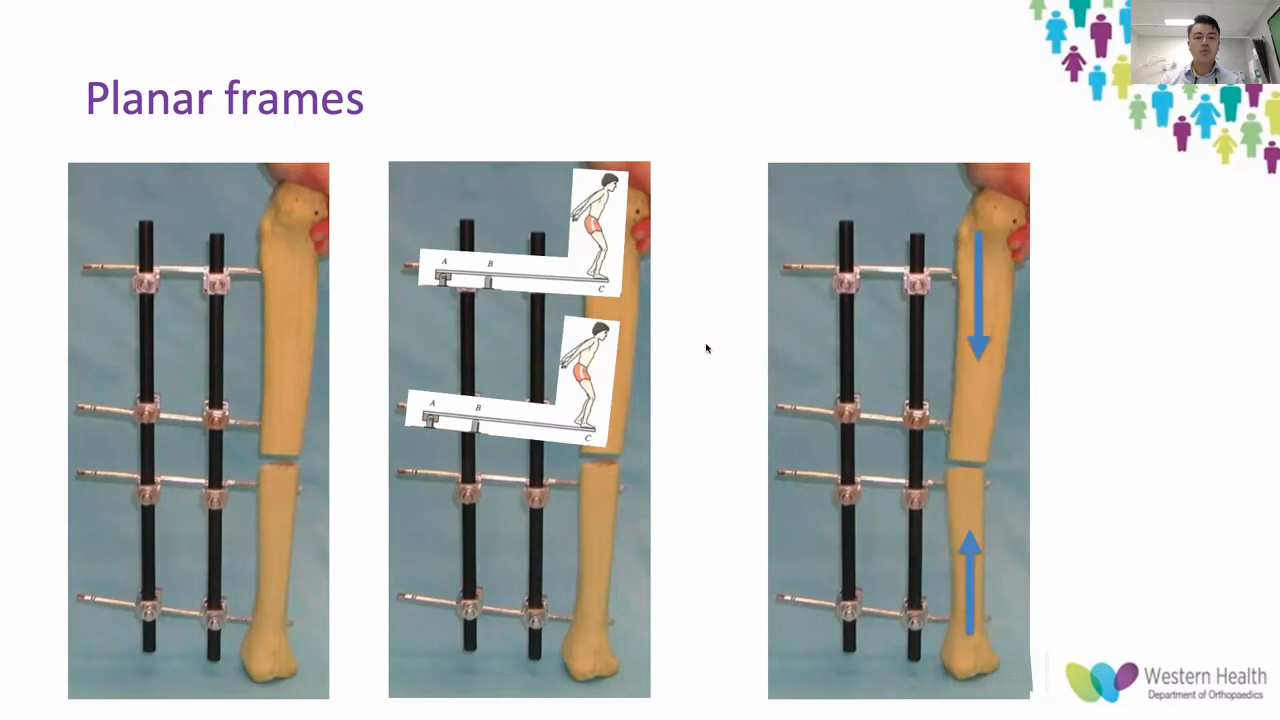 Planar frames
A
B
C
A
B
C
Western Health
Department of Orthopaedics